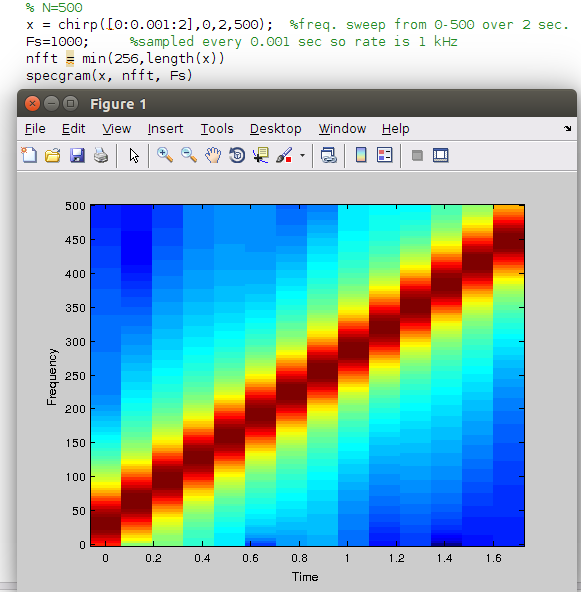 % N=500
x = chirp([0:0.001:2],0,2,500);  %freq. sweep from 0-500 over 2 sec.
Fs=1000;      %sampled every 0.001 sec so rate is 1 kHz
nfft = min(256,length(x))
specgram(x, nfft, Fs)
Figure 1
File Edit View Insert Tools Desktop Window Help
500
450
400
350
300
250
200
150
100
50
0
Frequency
0 0.2 0.4 0.6 0.8 1 1.2 1.4 1.6
Time